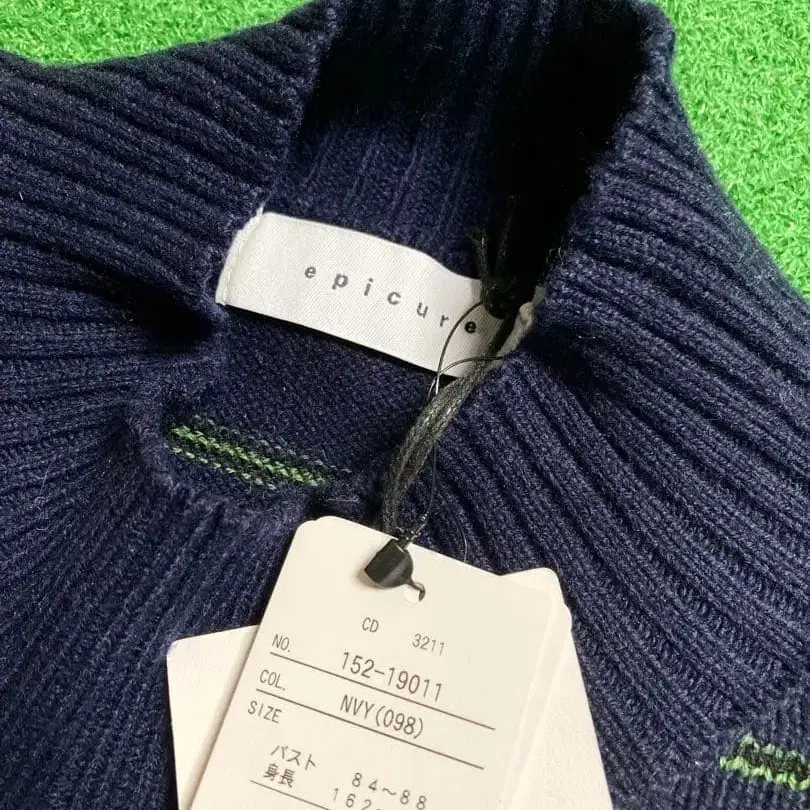 epicure
CD 3211
NO. 152-19011
COL. NVY(098)
SIZE
バスト 84〜88
身長